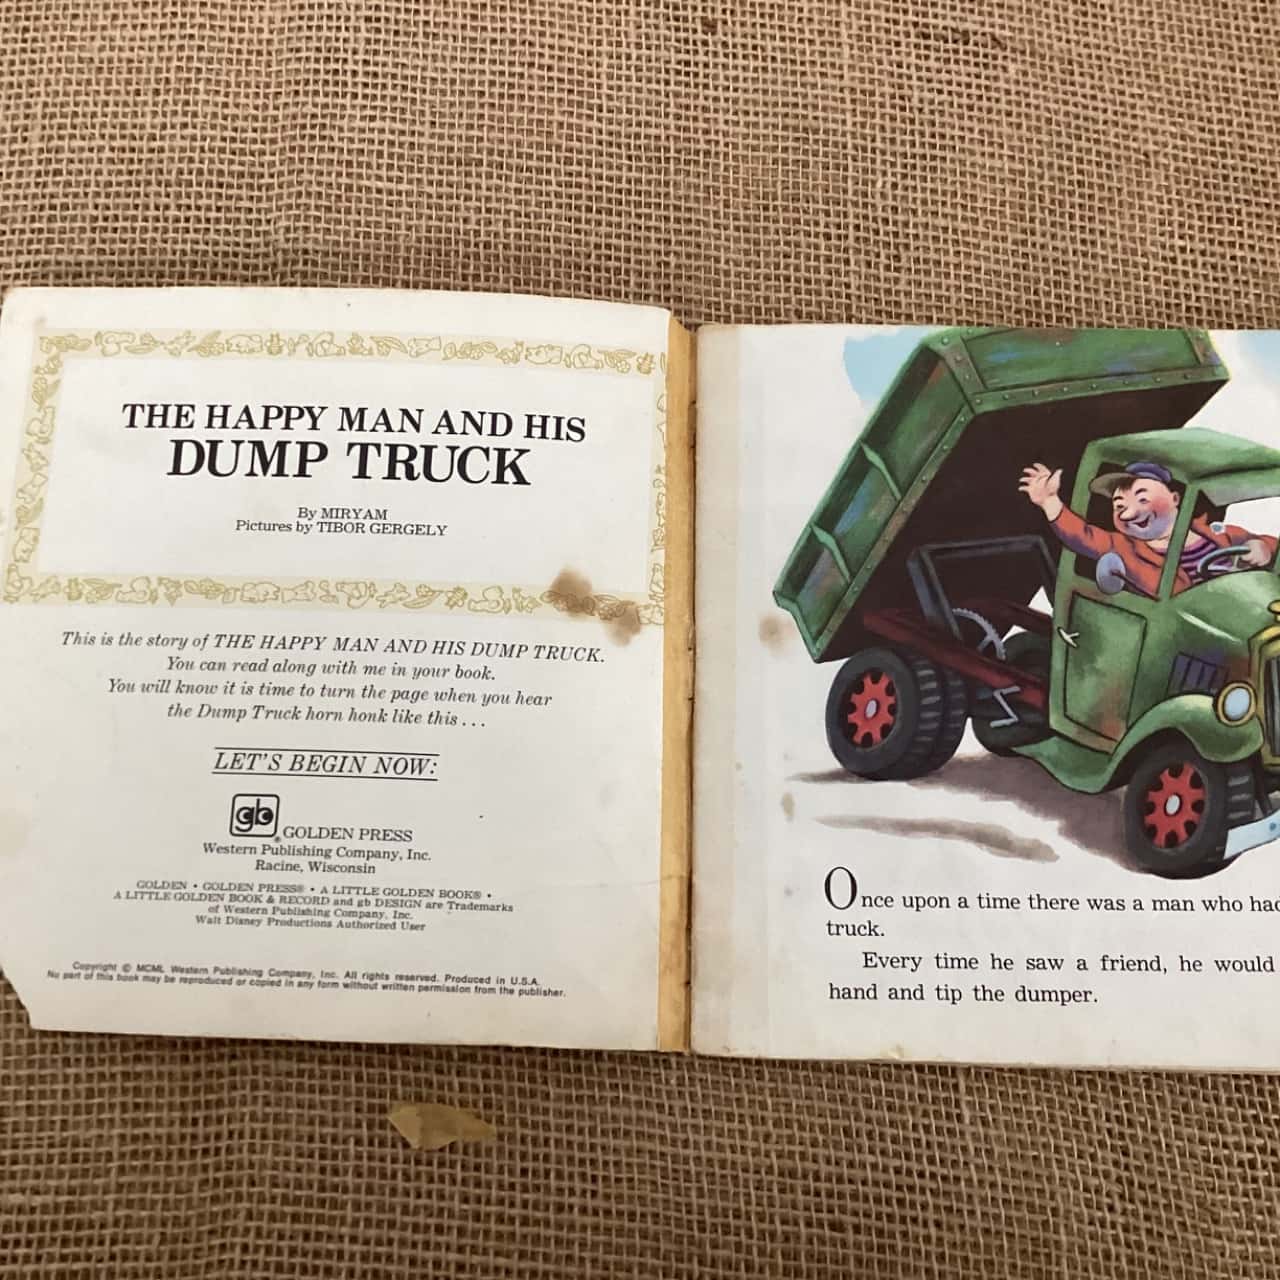 THE HAPPY MAN AND HIS
DUMP TRUCK
By MIRYAM
Pictures by TIBOR GERGELY
This is the story of THE HAPPY MAN AND HIS DUMP TRUCK.
You can read along with me in your book.
You will know it is time to turn the page when you hear
the Dump Truck horn honk like this . . .
LET'S BEGIN NOW:
gb® GOLDEN PRESS
Western Publishing Company, Inc.
Racine, Wisconsin
GOLDEN • GOLDEN PRESS® • A LITTLE GOLDEN BOOK® •
A LITTLE GOLDEN BOOK & RECORD and gb DESIGN are Trademarks
of Western Publishing Company, Inc.
Walt Disney Productions Authorized User
Copyright © MCML Western Publishing Company, Inc. All rights reserved. Produced in U.S.A.
No part of this book may be reproduced or copied in any form without written permission from the publisher.
Once upon a time there was a man who had
truck.
Every time he saw a friend, he would
hand and tip the dumper.